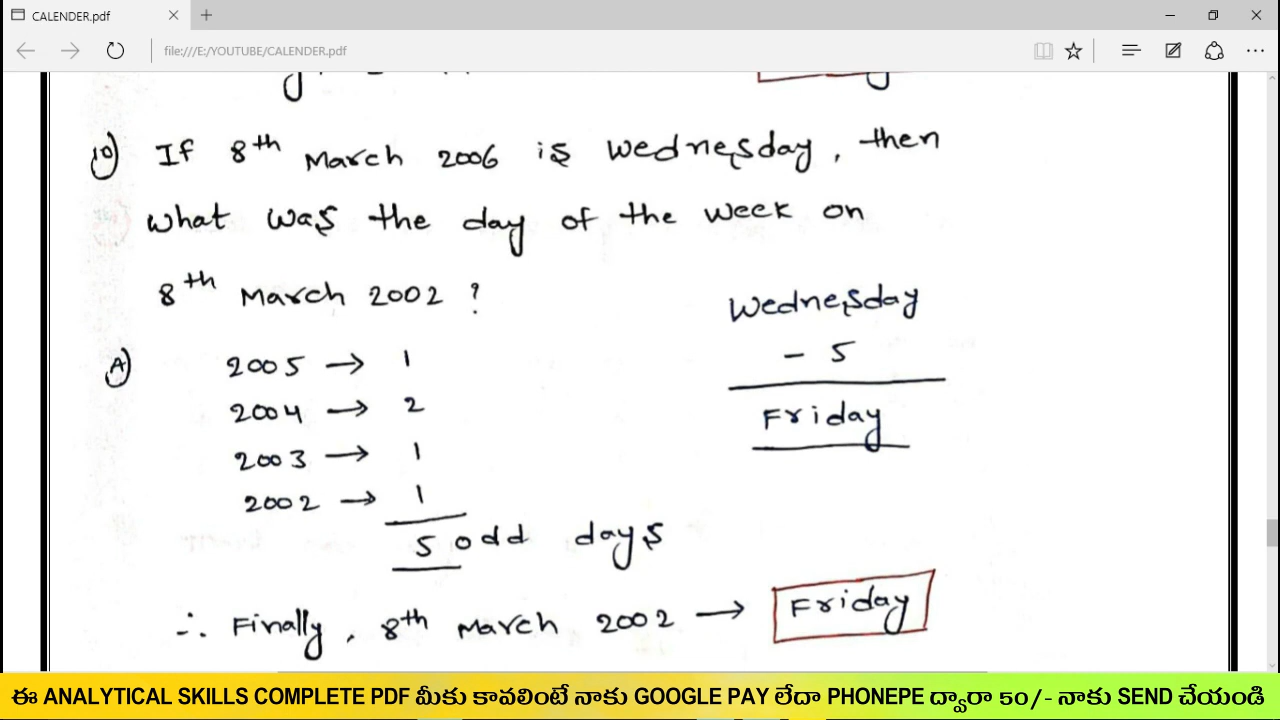 CALENDER.pdf
file:///E:/YOUTUBE/CALENDER.pdf
10) If 8th March 2006 is Wednesday, then
what was the day of the week on
8th March 2002 ?
A)
2005 → 1
2004 → 2
2003 → 1
2002 → 1
5 odd days
Wednesday
- 5
Friday
∴ Finally, 8th March 2002 → Friday
ఈ ANALYTICAL SKILLS COMPLETE PDF మీకు కావలింటే నాకు GOOGLE PAY లేదా PHONEPE ద్వారా 50/- నాకు SEND చేయండి